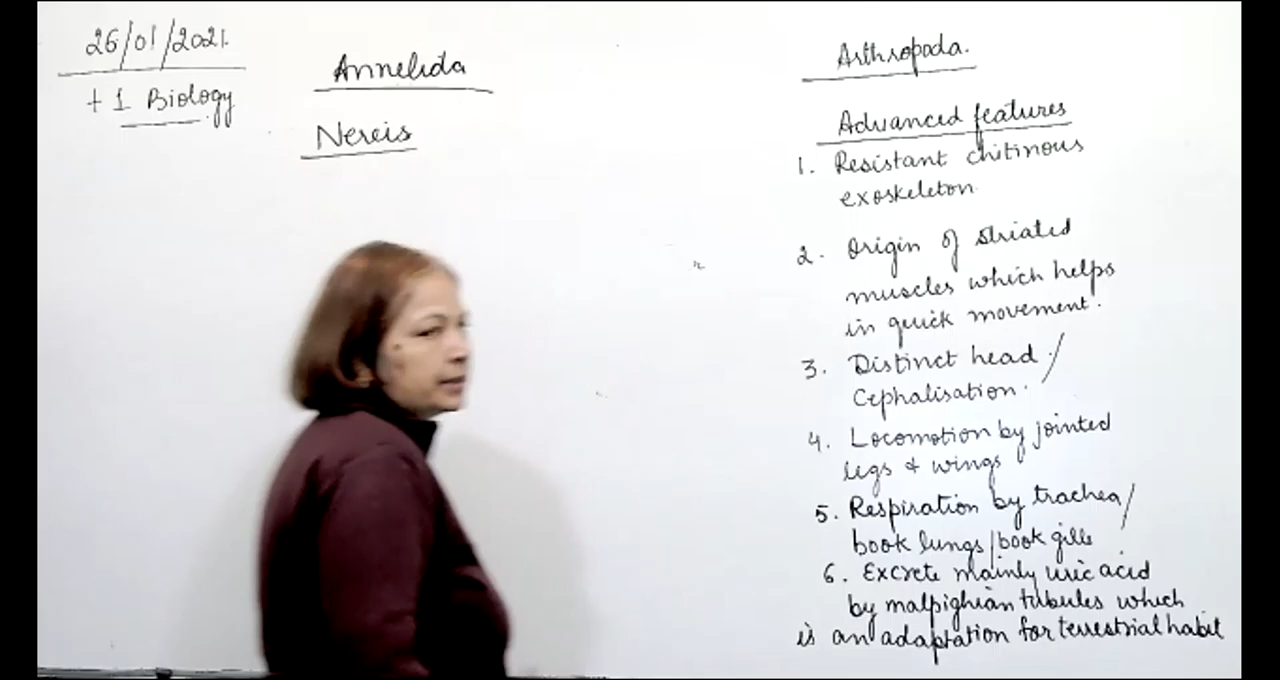 26/01/2021.
+1 Biology
Annelida
Nereis
Arthropoda.
Advanced features
1. Resistant chitinous
exoskeleton.
2. Origin of striated
muscles which helps
in quick movement.
3. Distinct head /
Cephalisation.
4. Locomotion by jointed
legs & wings
5. Respiration by trachea/
book lungs/book gills
6. Excrete mainly uric acid
by malpighian tubules which
is an adaptation for terrestrial habit